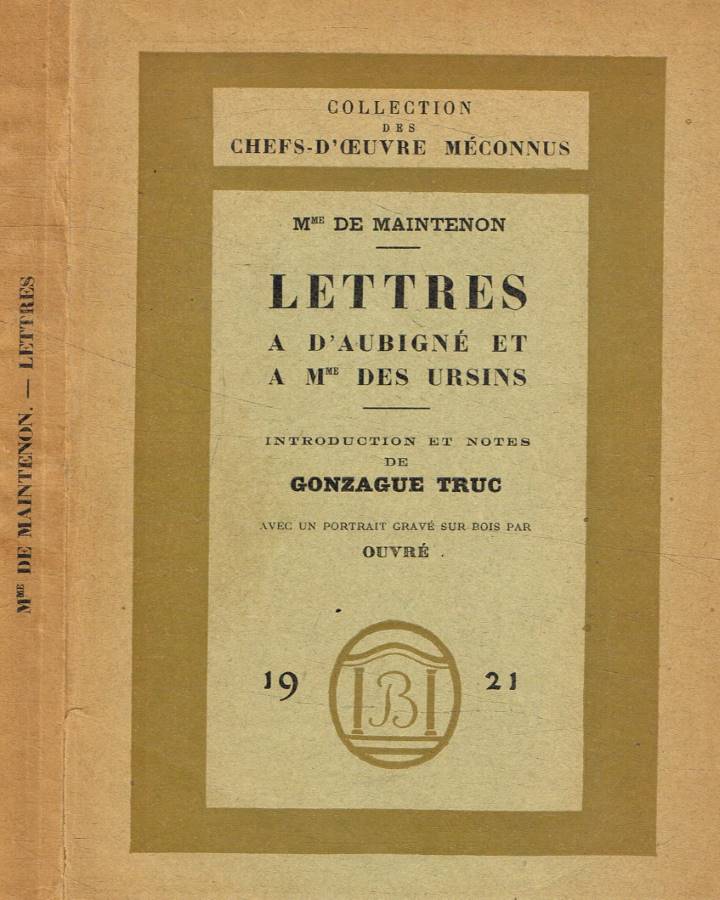 Mᴹᴱ DE MAINTENON. — LETTRES
COLLECTION
DES
CHEFS-D'ŒUVRE MÉCONNUS
Mᴹᴱ DE MAINTENON
LETTRES
A D'AUBIGNÉ ET
A Mᴹᴱ DES URSINS
INTRODUCTION ET NOTES
DE
GONZAGUE TRUC
AVEC UN PORTRAIT GRAVÉ SUR BOIS PAR
OUVRÉ
19 B 21